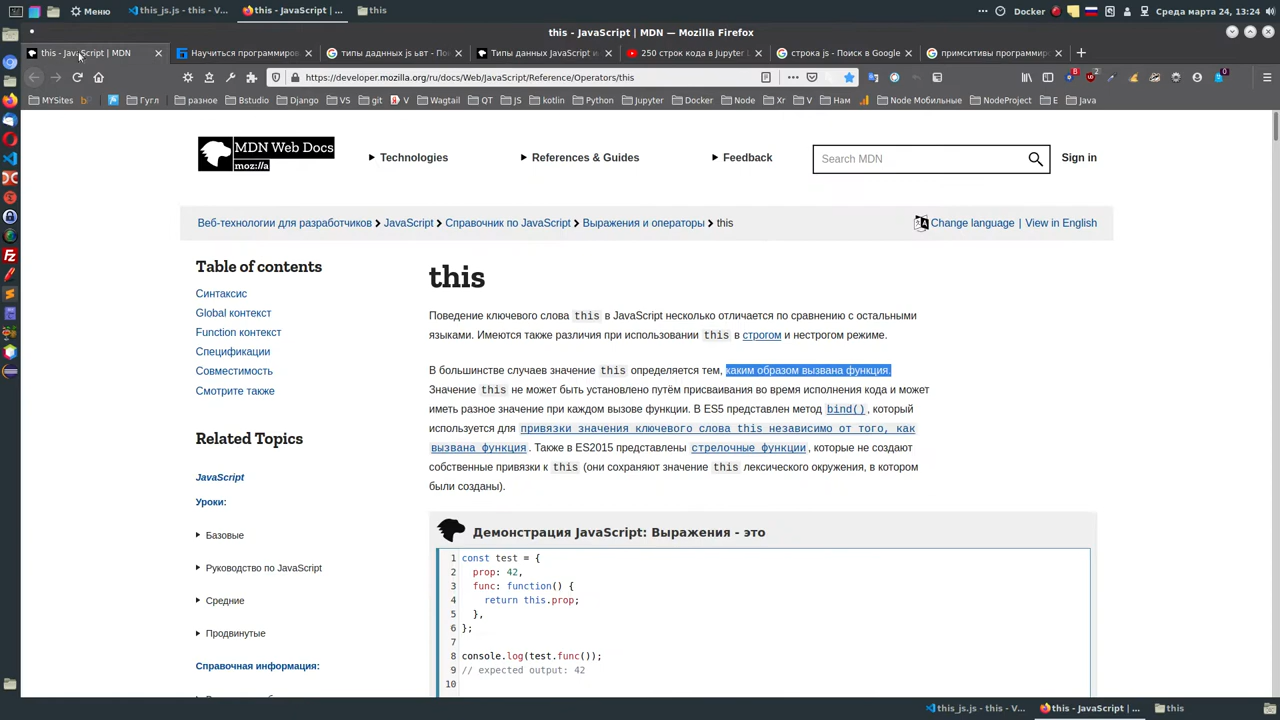 Меню
this_js.js - this - V...
this - JavaScript | ...
this
Docker
Среда марта 24, 13:24
this - JavaScript | MDN — Mozilla Firefox
this - JavaScript | MDN
Научиться программиров
типы даднных js ьвт - Пои
Типы данных JavaScript и
250 строк кода в Jupyter L
строка js - Поиск в Google
примситивы программир
https://developer.mozilla.org/ru/docs/Web/JavaScript/Reference/Operators/this
MYSites
Гугл
разное
Bstudio
Django
VS
git
V
Wagtail
QT
JS
kotlin
Python
Jupyter
Docker
Node
Xr
V
Нам
Node Мобильные
NodeProject
E
Java
MDN Web Docs
moz://a
Technologies
References & Guides
Feedback
Search MDN
Sign in
Веб-технологии для разработчиков
JavaScript
Справочник по JavaScript
Выражения и операторы
this
Change language | View in English
Table of contents
Синтаксис
Global контекст
Function контекст
Спецификации
Совместимость
Смотрите также
Related Topics
JavaScript
Уроки:
Базовые
Руководство по JavaScript
Средние
Продвинутые
Справочная информация:
this
Поведение ключевого слова this в JavaScript несколько отличается по сравнению с остальными
языками. Имеются также различия при использовании this в строгом и нестрогом режиме.
В большинстве случаев значение this определяется тем, каким образом вызвана функция.
Значение this не может быть установлено путём присваивания во время исполнения кода и может
иметь разное значение при каждом вызове функции. В ES5 представлен метод bind(), который
используется для привязки значения ключевого слова this независимо от того, как
вызвана функция. Также в ES2015 представлены стрелочные функции, которые не создают
собственные привязки к this (они сохраняют значение this лексического окружения, в котором
были созданы).
Демонстрация JavaScript: Выражения - это
1 const test = {
2 prop: 42,
3 func: function() {
4 return this.prop;
5 },
6 };
7
8 console.log(test.func());
9 // expected output: 42
10
this_js.js - this - V...
this - JavaScript | ...
this